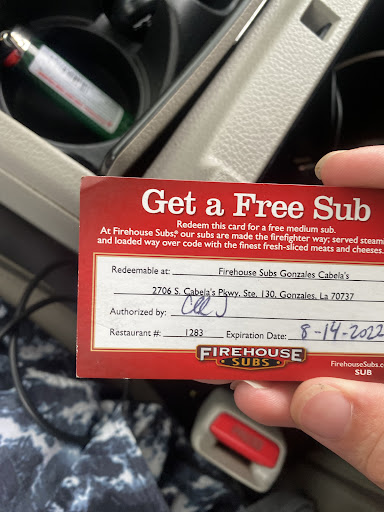 Get a Free Sub
Redeem this card for a free medium sub.
At Firehouse Subs,® our subs are made the firefighter way; served steami
and loaded way over code with the finest fresh-sliced meats and cheeses.
Redeemable at: Firehouse Subs Gonzales Cabela's
2706 S. Cabela's Pkwy. Ste. 130, Gonzales, La 70737
Authorized by:
Restaurant #: 1283 Expiration Date: 8-14-2022
FIREHOUSE
SUBS
FirehouseSubs.c
SUB